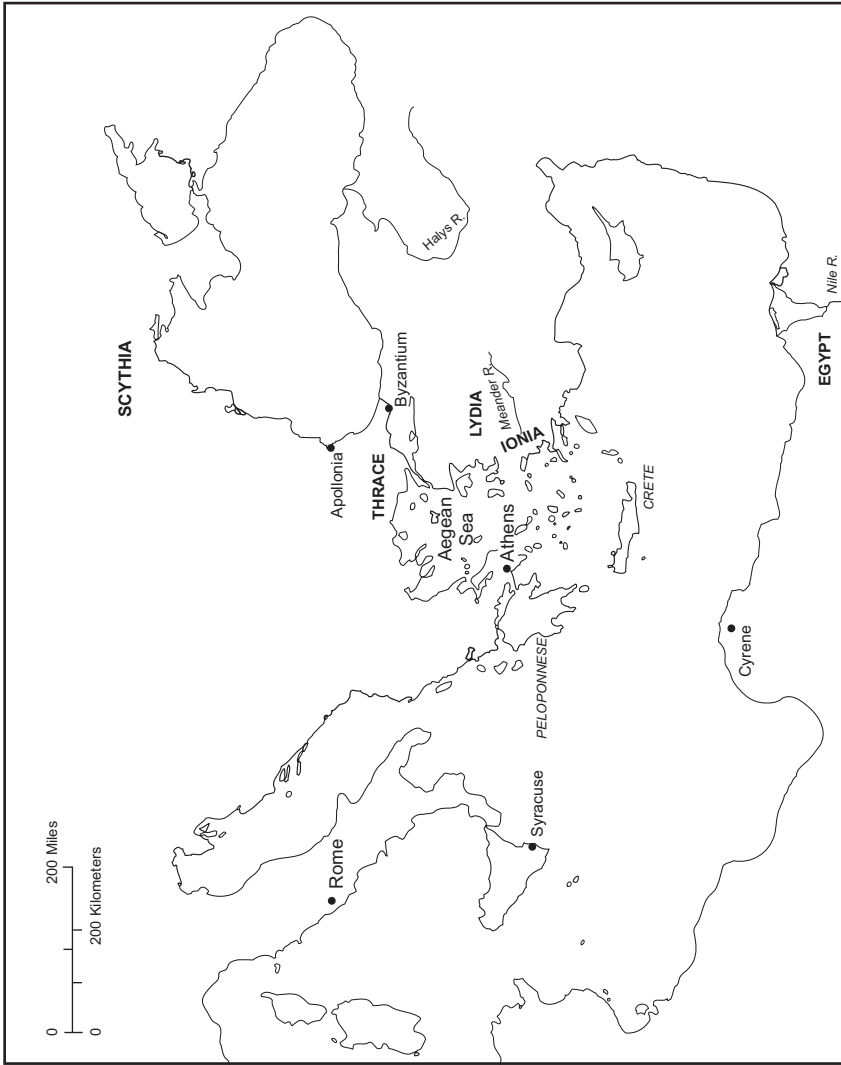 SCYTHIA
Apollonia
THRACE
Byzantium
Halys R.
Rome
Aegean
Sea
LYDIA
Meander R.
IONIA
Athens
PELOPONNESE
Syracuse
CRETE
Cyrene
EGYPT
Nile R.
0 200 Miles
0 200 Kilometers